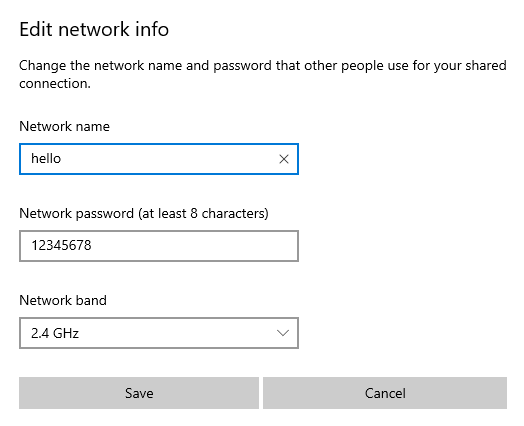 Edit network info
Change the network name and password that other people use for your shared
connection.
Network name
hello
Network password (at least 8 characters)
12345678
Network band
2.4 GHz
Save
Cancel